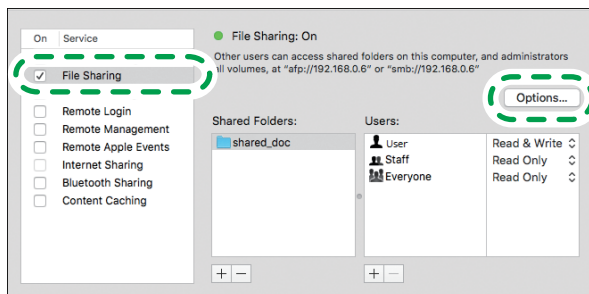 On Service
File Sharing
Remote Login
Remote Management
Remote Apple Events
Internet Sharing
Bluetooth Sharing
Content Caching
File Sharing: On
Other users can access shared folders on this computer, and administrators
all volumes, at “afp://192.168.0.6” or “smb://192.168.0.6”
Options...
Shared Folders:
shared_doc
Users:
User Read & Write
Staff Read Only
Everyone Read Only